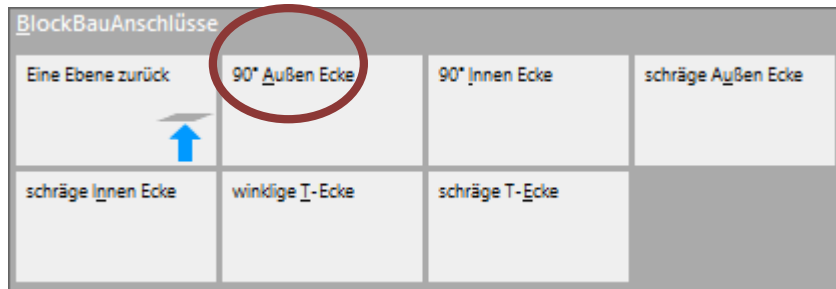 BlockBauAnschlüsse
Eine Ebene zurück
90° Außen Ecke
90° Innen Ecke
schräge Außen Ecke
schräge Innen Ecke
winklige T-Ecke
schräge T-Ecke